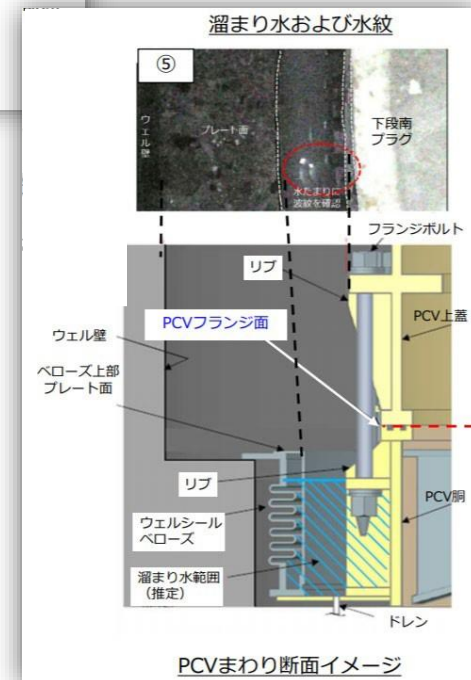 溜まり水および水紋
⑤
ウェル壁
プレート面
水たまりに
波紋を確認
下段南
プラグ
フランジボルト
リブ
PCVフランジ面
PCV上蓋
ウェル壁
ベローズ上部
プレート面
リブ
PCV胴
ウェルシール
ベローズ
溜まり水範囲
（推定）
ドレン
PCVまわり断面イメージ